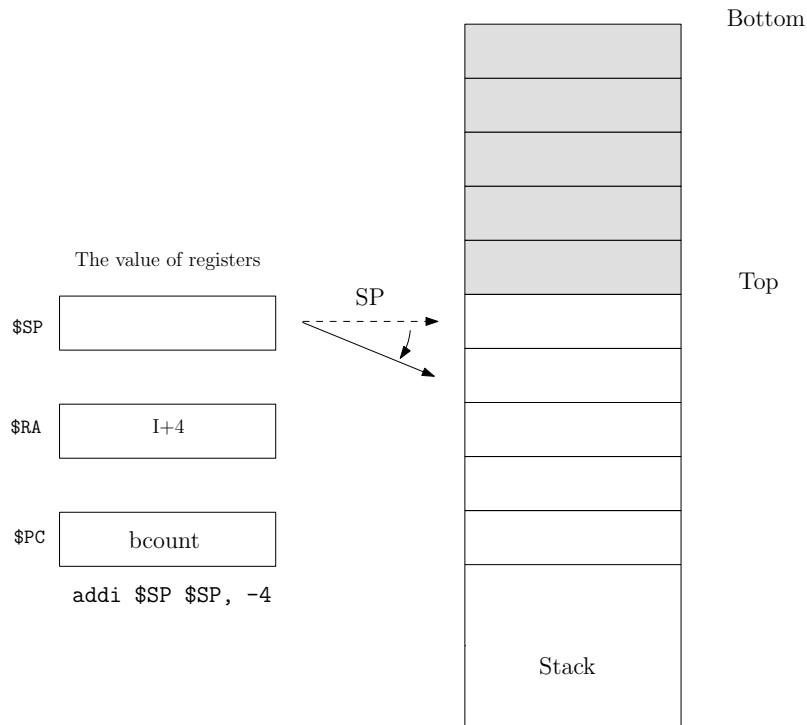 Bottom
The value of registers
Top
SP
$SP
$RA
I+4
$PC
bcount
addi $SP $SP, -4
Stack